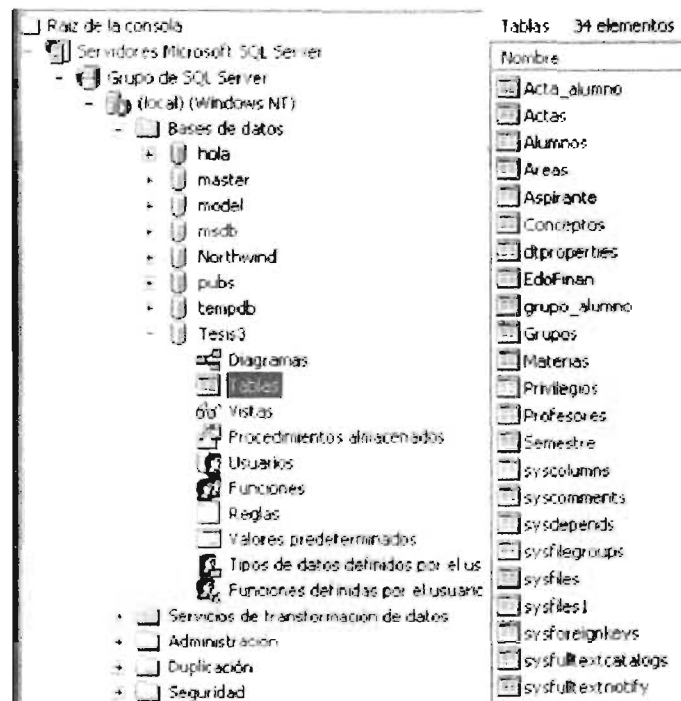 Raiz de la consola
Servidores Microsoft SQL Server
Grupo de SQL Server
(local) (Windows NT)
Bases de datos
hola
master
model
msdb
Northwind
pubs
tempdb
Tesis3
Diagramas
Tablas
Vistas
Procedimientos almacenados
Usuarios
Funciones
Reglas
Valores predeterminados
Tipos de datos definidos por el us
Funciones definidas por el usuaric
Servicios de transformación de datos
Administración
Duplicación
Seguridad
Tablas 34 elementos
Nombre
Acta_alumno
Actas
Alumnos
Areas
Aspirante
Conceptos
dtproperties
EdoFinan
grupo_alumno
Grupos
Materias
Privilegios
Profesores
Semestre
syscolumns
syscomments
sysdepends
sysfilegroups
sysfiles
sysfiles1
sysforeignkeys
sysfulltextcatalogs
sysfulltextnotify